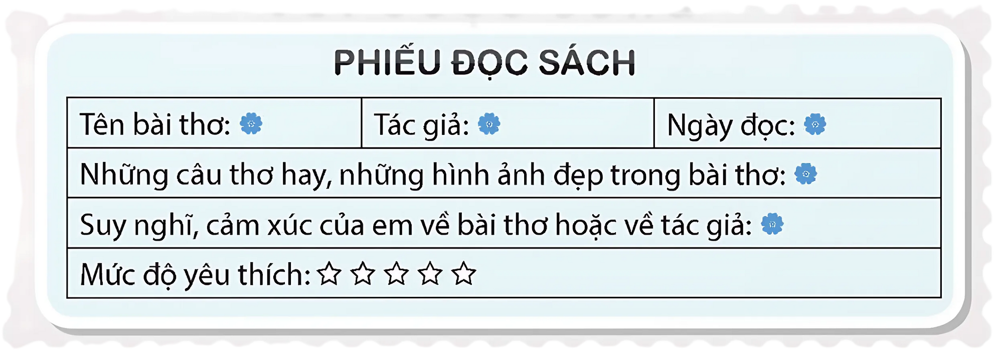 PHIẾU ĐỌC SÁCH
Tên bài thơ:
Tác giả:
Ngày đọc:
Những câu thơ hay, những hình ảnh đẹp trong bài thơ:
Suy nghĩ, cảm xúc của em về bài thơ hoặc về tác giả:
Mức độ yêu thích: